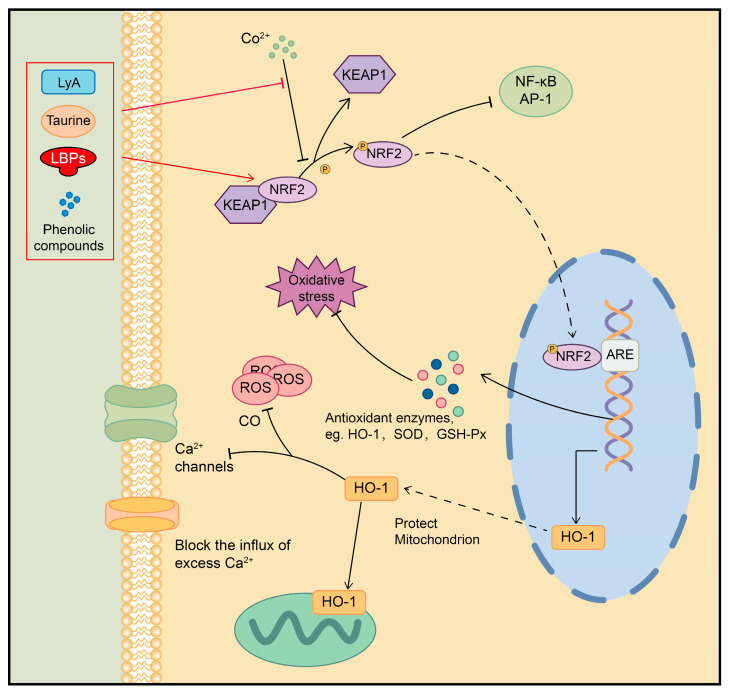 Co²⁺
KEAP1
NF-κB
AP-1
LyA
Taurine
LBPs
Phenolic
compounds
P
NRF2
P
NRF2
KEAP1
Oxidative
stress
P
NRF2
ARE
ROS
ROS
ROS
CO
Antioxidant enzymes,
eg. HO-1, SOD, GSH-Px
Ca²⁺
channels
HO-1
Protect
Mitochondrion
HO-1
Block the influx of
excess Ca²⁺
HO-1